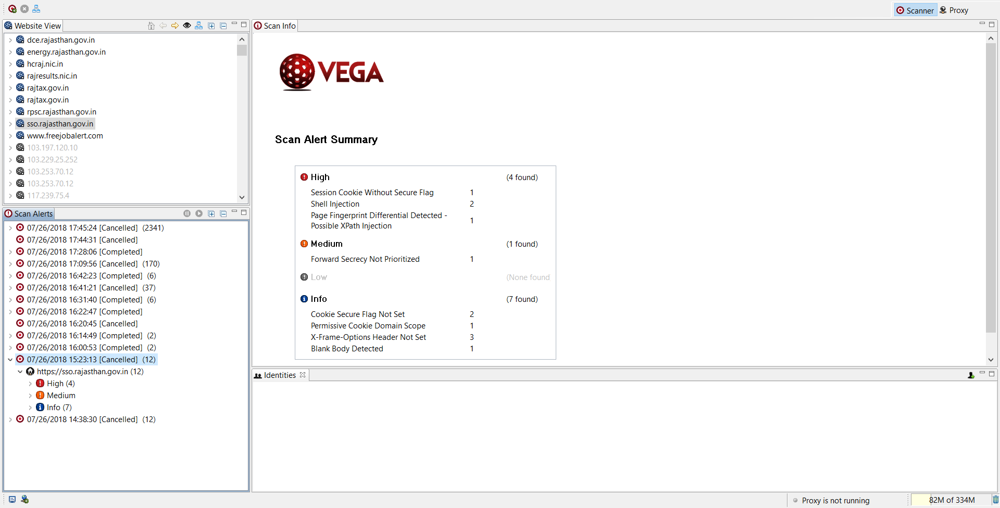 Scanner
Proxy
Website View
dce.rajasthan.gov.in
energy.rajasthan.gov.in
hcraj.nic.in
rajresults.nic.in
rajtax.gov.in
rajtax.gov.in
rpsc.rajasthan.gov.in
sso.rajasthan.gov.in
www.freejobalert.com
103.197.120.10
103.229.25.252
103.253.70.12
103.253.70.12
117.239.75.4
Scan Alerts
07/26/2018 17:45:24 [Cancelled] (2341)
07/26/2018 17:44:31 [Cancelled]
07/26/2018 17:28:06 [Completed]
07/26/2018 17:09:56 [Cancelled] (170)
07/26/2018 16:42:23 [Completed] (6)
07/26/2018 16:41:21 [Cancelled] (37)
07/26/2018 16:31:40 [Completed] (6)
07/26/2018 16:22:47 [Completed]
07/26/2018 16:20:45 [Cancelled]
07/26/2018 16:14:49 [Completed] (2)
07/26/2018 16:00:53 [Completed] (2)
07/26/2018 15:23:13 [Cancelled] (12)
https://sso.rajasthan.gov.in (12)
High (4)
Medium
Info (7)
07/26/2018 14:38:30 [Cancelled] (12)
Scan Info
VEGA
Scan Alert Summary
High (4 found)
Session Cookie Without Secure Flag 1
Shell Injection 2
Page Fingerprint Differential Detected -
Possible XPath Injection 1
Medium (1 found)
Forward Secrecy Not Prioritized 1
Low (None found
Info (7 found)
Cookie Secure Flag Not Set 2
Permissive Cookie Domain Scope 1
X-Frame-Options Header Not Set 3
Blank Body Detected 1
Identities
Proxy is not running
82M of 334M